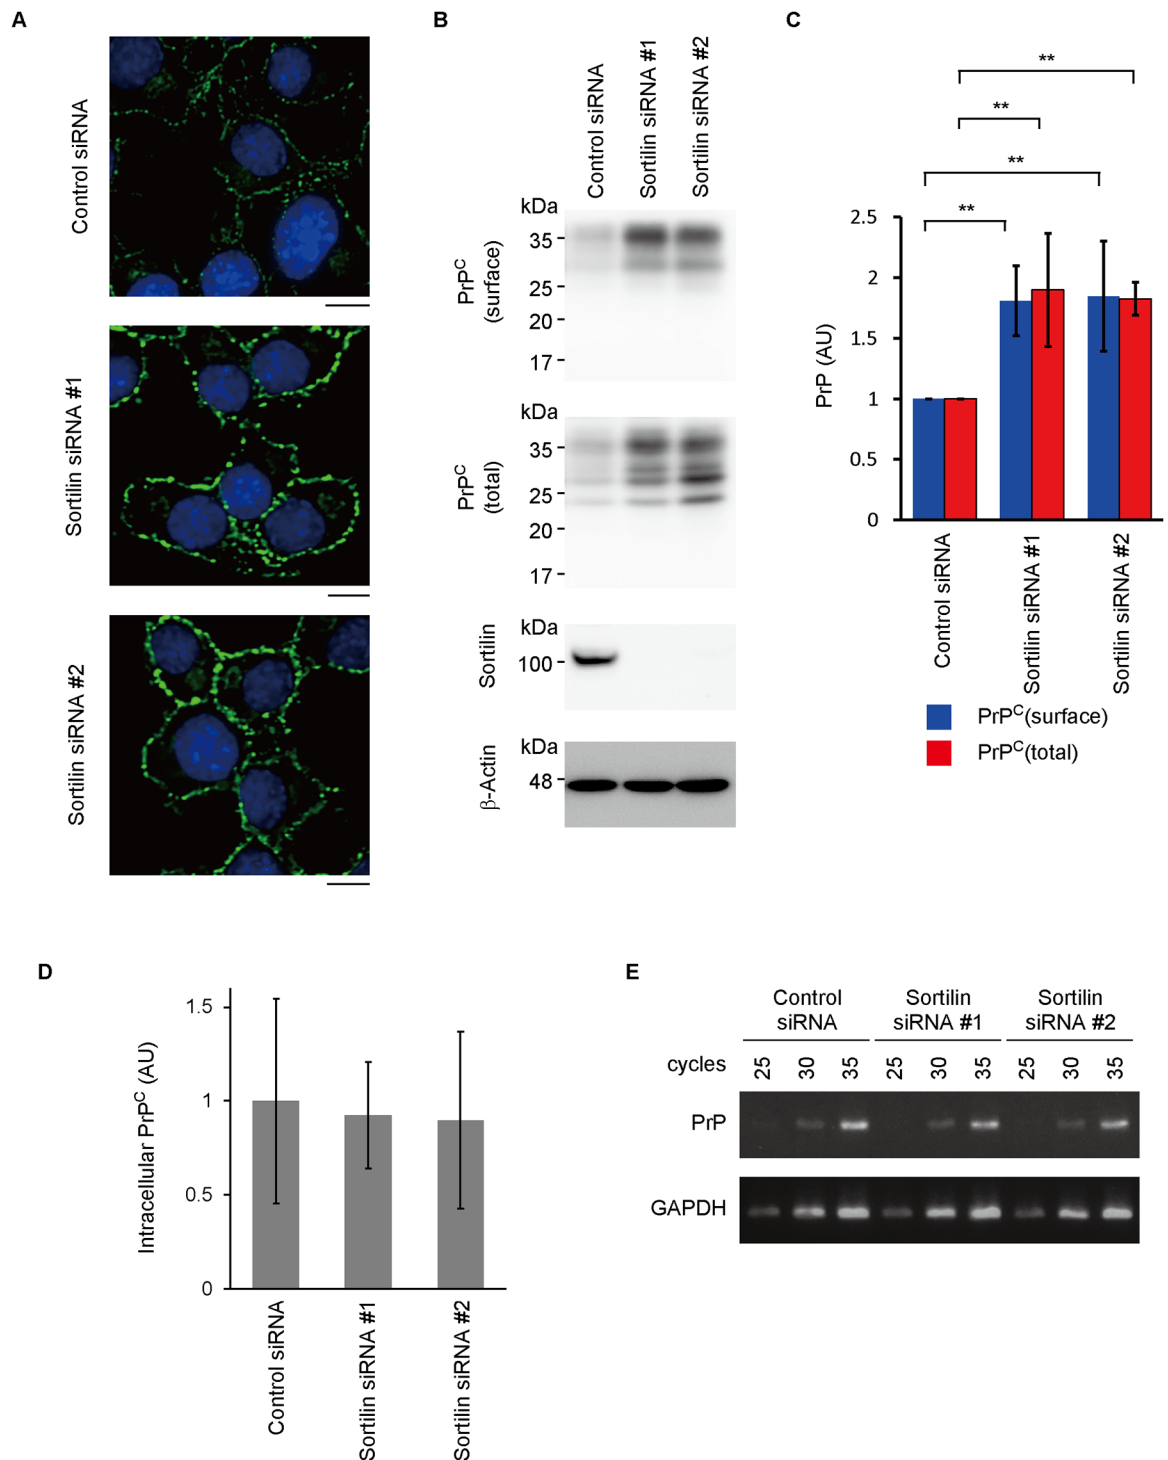 A
Control siRNA
Sortilin siRNA #1
Sortilin siRNA #2
B
Control siRNA
Sortilin siRNA #1
Sortilin siRNA #2
kDa
PrPC
(surface)
35
25
20
17
kDa
PrPC
(total)
35
25
20
17
kDa
Sortilin
100
kDa
β-Actin
48
C
**
**
**
**
PrP (AU)
2.5
2
1.5
1
0.5
0
Control siRNA
Sortilin siRNA #1
Sortilin siRNA #2
PrPC(surface)
PrPC(total)
D
Intracellular PrPC (AU)
1.5
1
0.5
0
Control siRNA
Sortilin siRNA #1
Sortilin siRNA #2
E
Control siRNA
Sortilin siRNA #1
Sortilin siRNA #2
cycles 25 30 35 25 30 35 25 30 35
PrP
GAPDH